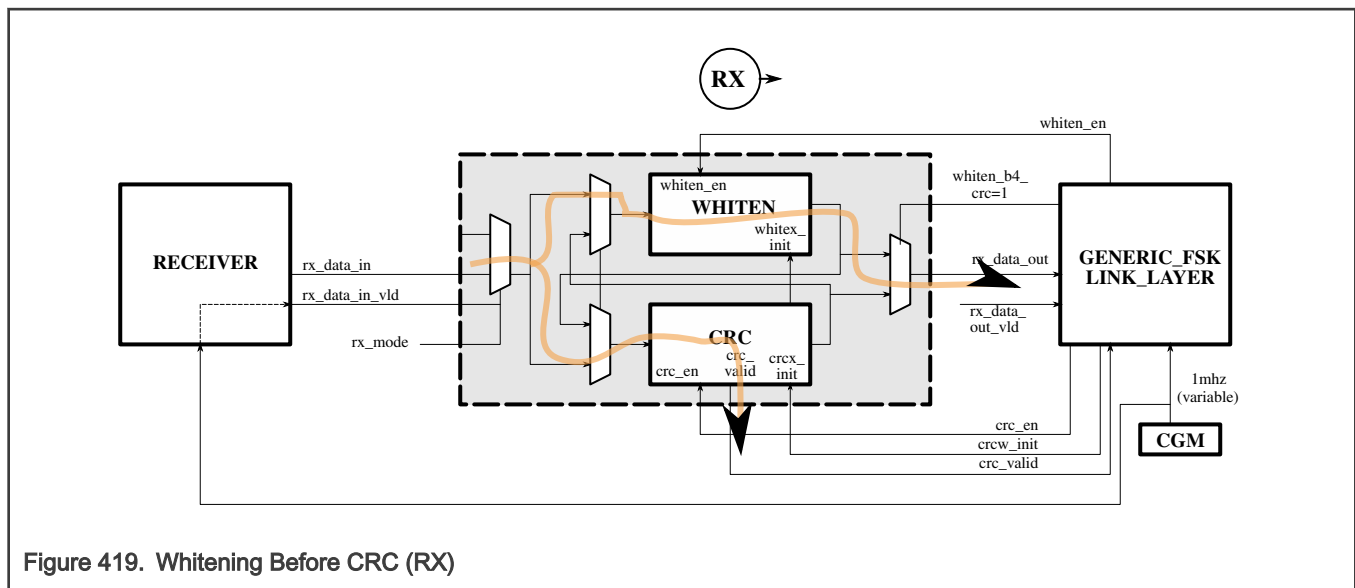 RX
whiten_en
whiten_en
WHITEN
whitex_
init
whiten_b4_
crc=1
RECEIVER
rx_data_in
rx_data_in_vld
rx_mode
rx_data_out
GENERIC_FSK
LINK_LAYER
rx_data_
out_vld
CRC
crc_en
crc_
valid
crcx_
init
1mhz
(variable)
crc_en
crcw_init
crc_valid
CGM
Figure 419. Whitening Before CRC (RX)